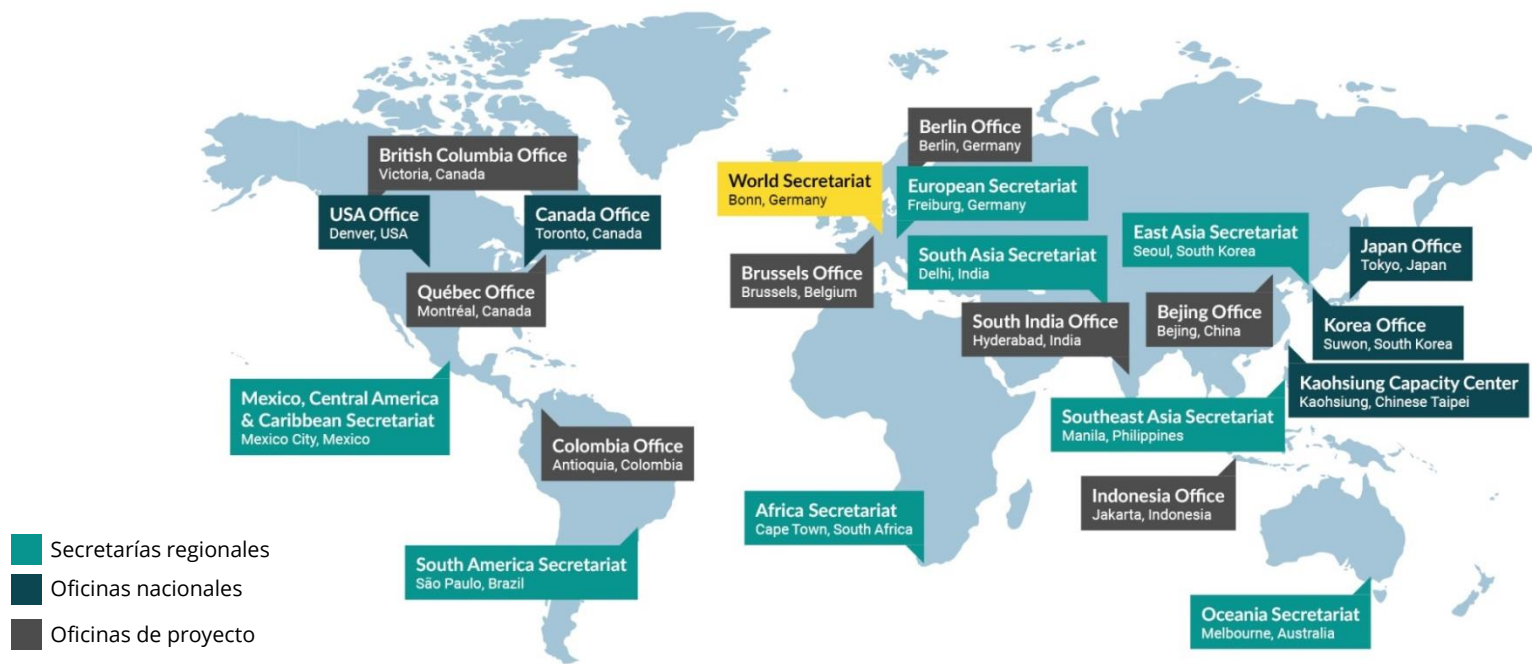 Berlin Office
Berlin, Germany
British Columbia Office
Victoria, Canada
World Secretariat
Bonn, Germany
European Secretariat
Freiburg, Germany
USA Office
Denver, USA
Canada Office
Toronto, Canada
East Asia Secretariat
Seoul, South Korea
Japan Office
Tokyo, Japan
South Asia Secretariat
Delhi, India
Brussels Office
Brussels, Belgium
Québec Office
Montréal, Canada
South India Office
Hyderabad, India
Bejing Office
Bejing, China
Korea Office
Suwon, South Korea
Kaohsiung Capacity Center
Kaohsiung, Chinese Taipei
Mexico, Central America
& Caribbean Secretariat
Mexico City, Mexico
Southeast Asia Secretariat
Manila, Philippines
Colombia Office
Antioquia, Colombia
Indonesia Office
Jakarta, Indonesia
Africa Secretariat
Cape Town, South Africa
South America Secretariat
São Paulo, Brazil
Oceania Secretariat
Melbourne, Australia
Secretarías regionales
Oficinas nacionales
Oficinas de proyecto